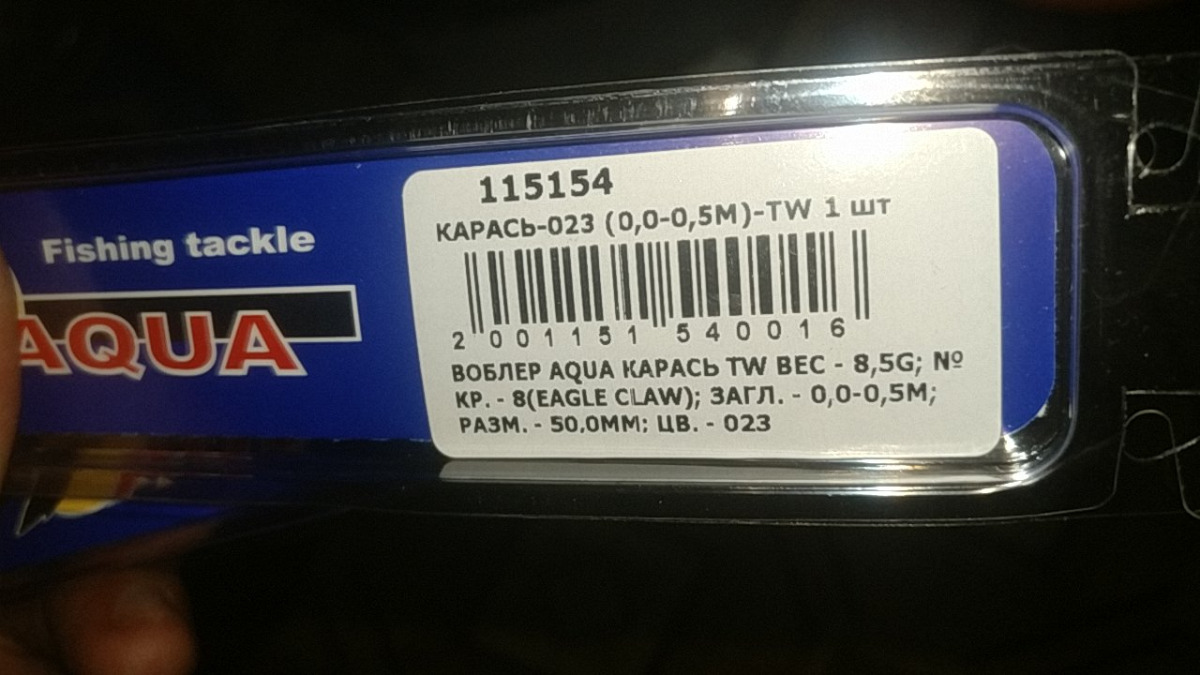 Fishing tackle
AQUA
115154
КАРАСЬ-023 (0,0-0,5М)-TW 1 шт
2 001151 540016
ВОБЛЕР AQUA КАРАСЬ TW ВЕС - 8,5G; №
КР. - 8(EAGLE CLAW); ЗАГЛ. - 0,0-0,5М;
РАЗМ. - 50,0ММ; ЦВ. - 023